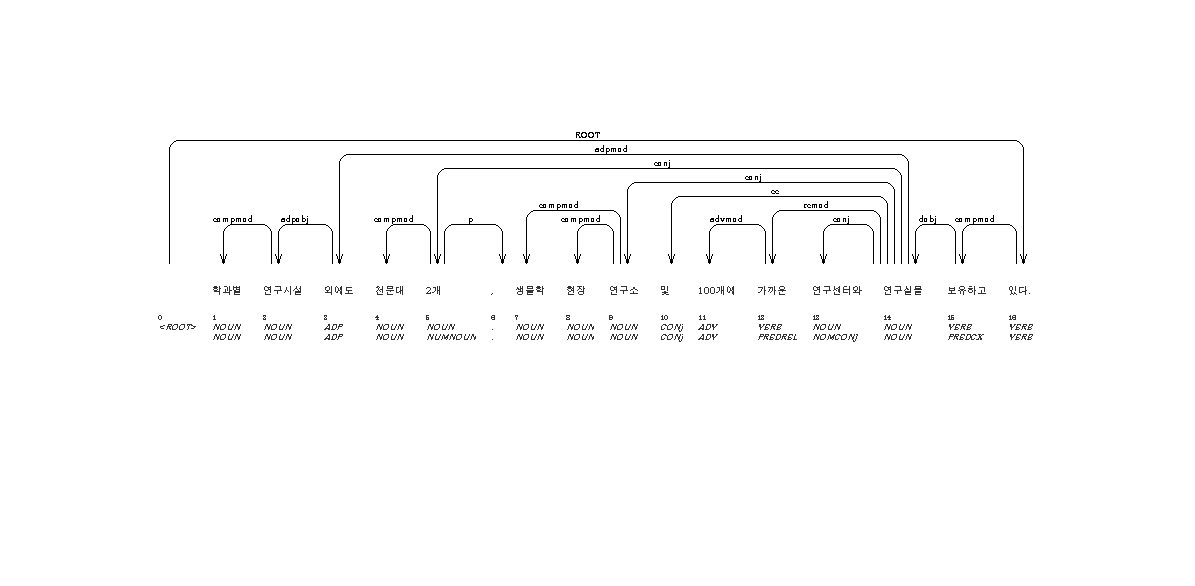 ROOT
adpmod
conj
conj
cc
compmod rcmod
compmod adpobj compmod p compmod advmod conj dobj compmod
학과별 연구시설 외에도 천문대 2개 , 생물학 현장 연구소 및 100개에 가까운 연구센터와 연구실을 보유하고 있다.
0 1 2 3 4 5 6 7 8 9 10 11 12 13 14 15 16
<ROOT> NOUN NOUN ADP NOUN NOUN . NOUN NOUN NOUN CONJ ADV VERB NOUN NOUN VERB VERB
NOUN NOUN ADP NOUN NUMNOUN . NOUN NOUN NOUN CONJ ADV PREDREL NOMCONJ NOUN PREDCX VERB